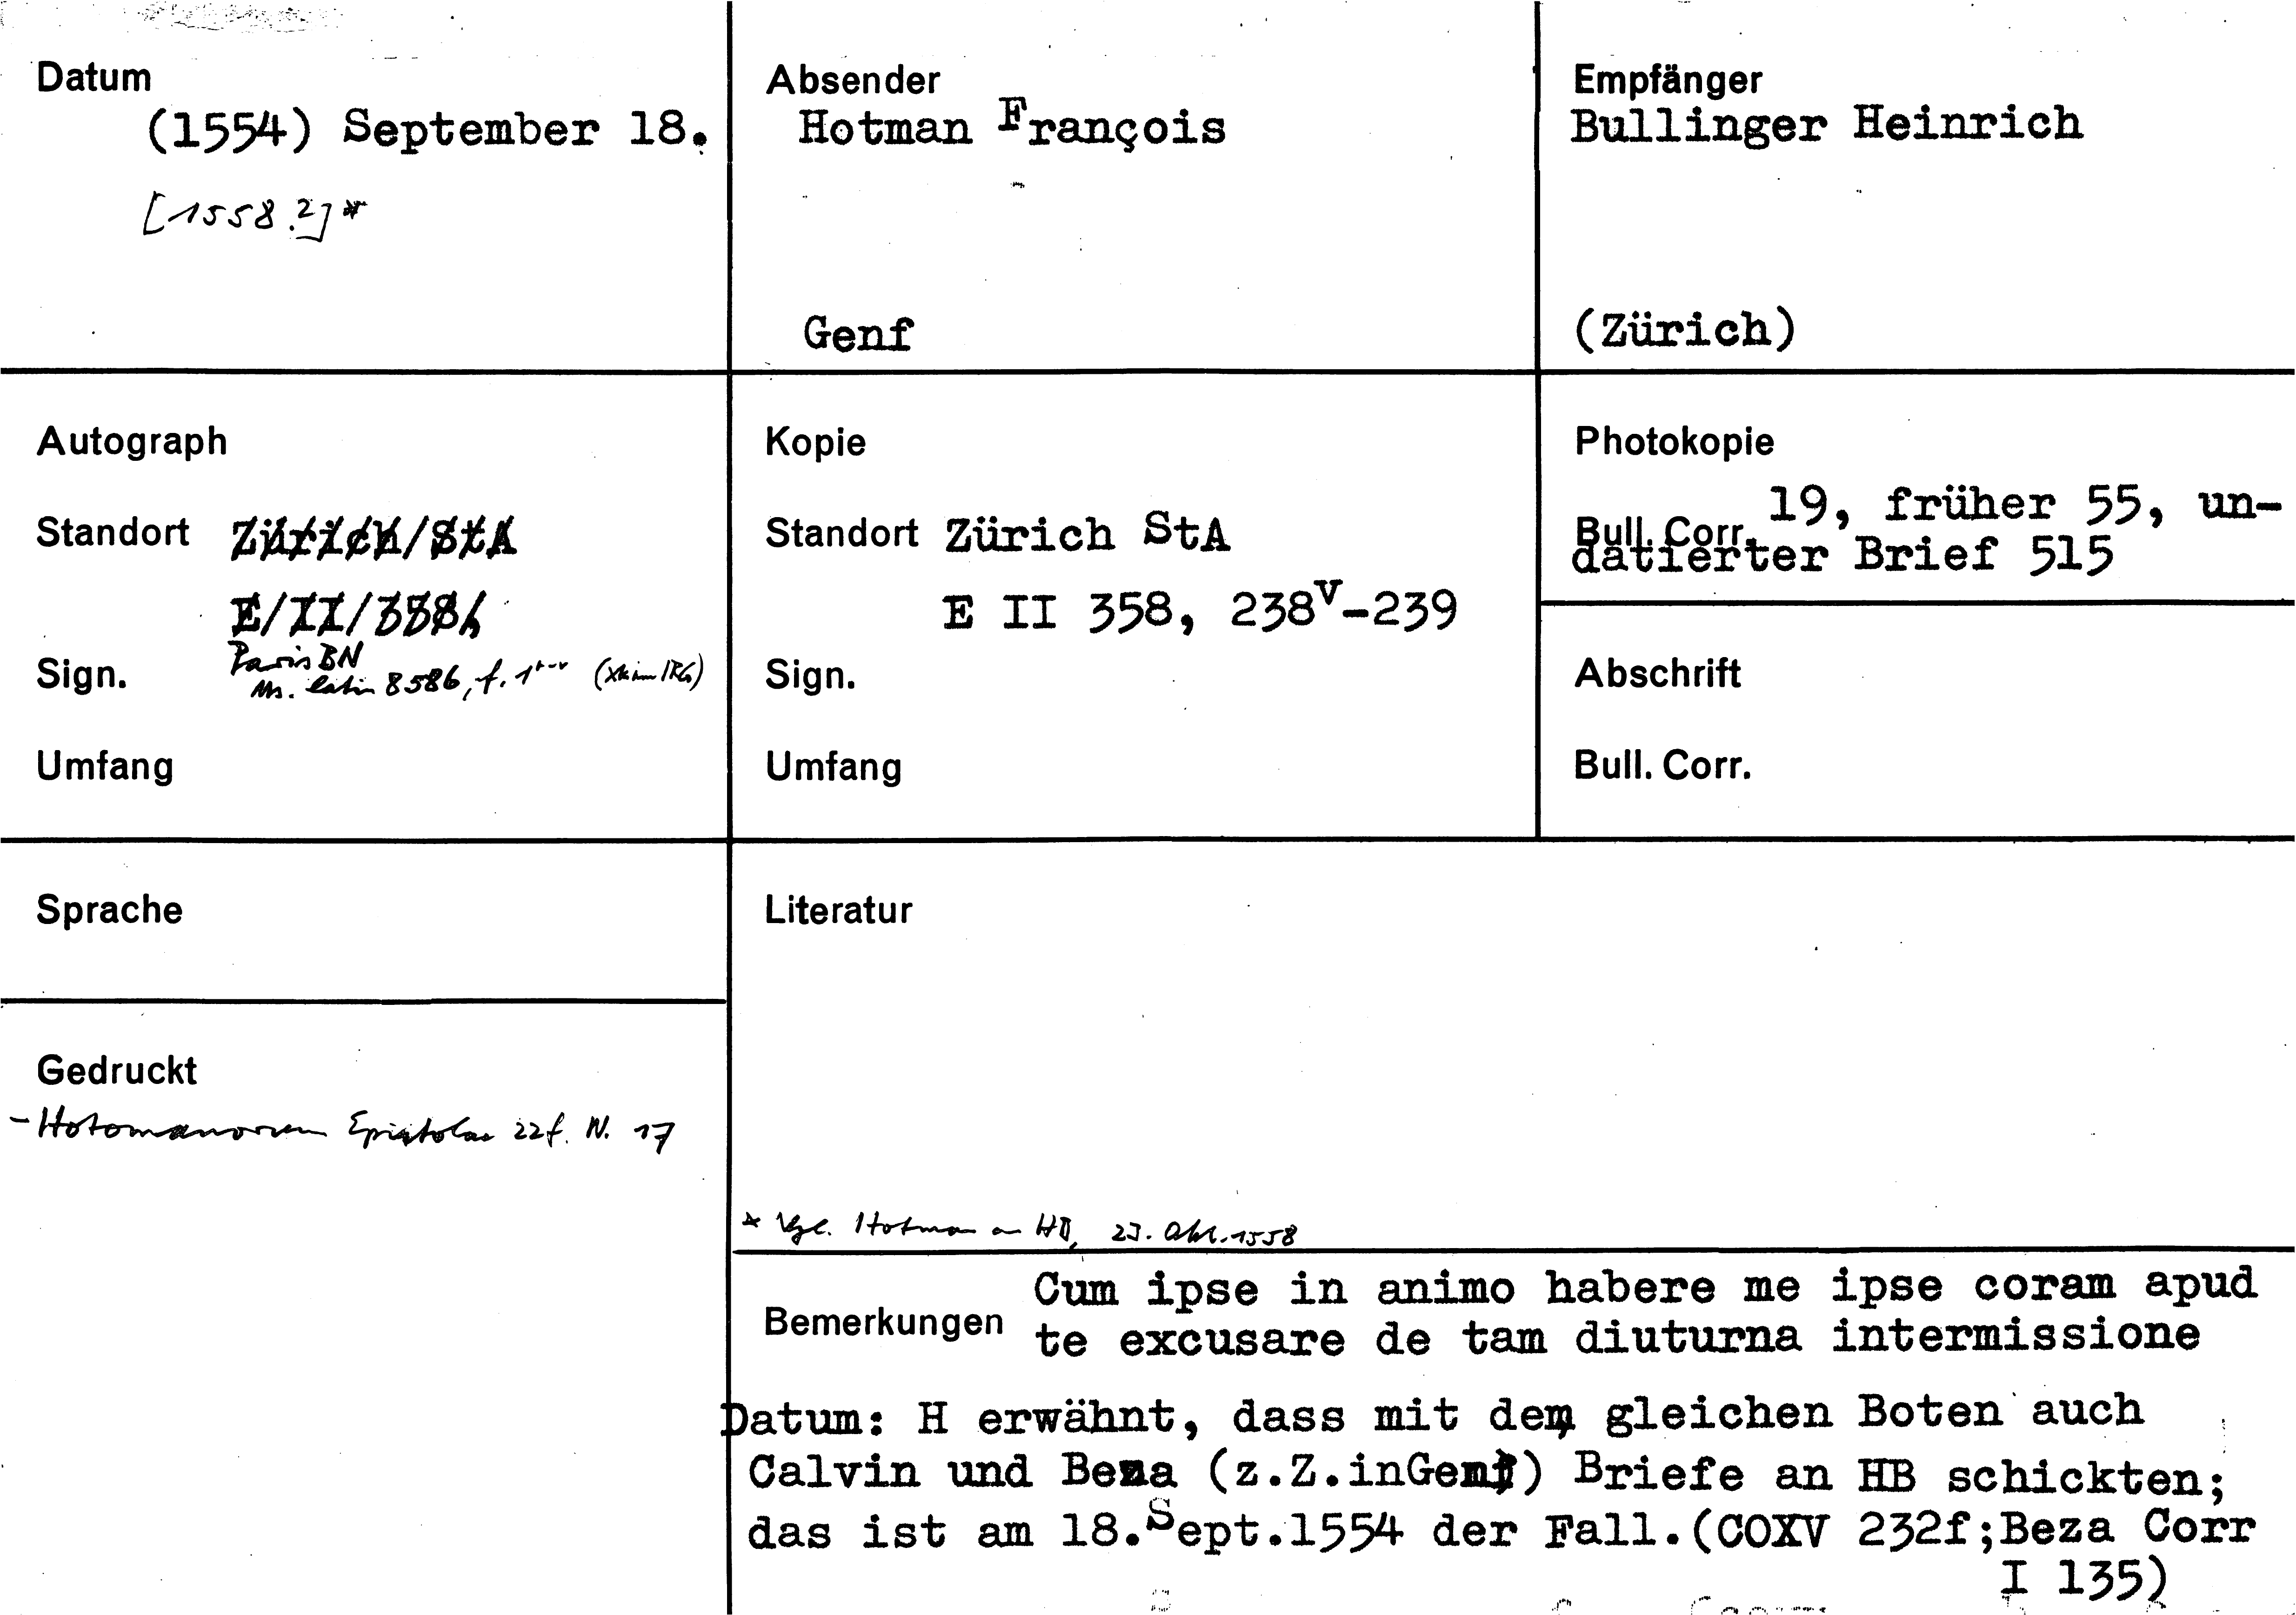 Datum
(1554) September 18.
[1558?]*
Absender
Hotman François
Genf
Empfänger
Bullinger Heinrich
(Zürich)
Autograph
Standort Zürich/StA
E/II/358,
Paris BN
Sign. Ms. latin 8586, f. 1r-v (Xk im IRG)
Umfang
Kopie
Standort Zürich StA
E II 358, 238v-239
Sign.
Umfang
Photokopie
Bull. Corr. 19, früher 55, un-
datierter Brief 515
Abschrift
Bull. Corr.
Sprache
Gedruckt
- Hotomanorum Epistolae 22f. N. 17
Literatur
* Vgl. Hotman an HB, 23. Okt. 1558
Bemerkungen
Cum ipse in animo habere me ipse coram apud
te excusare de tam diuturna intermissione
Datum: H erwähnt, dass mit dem gleichen Boten auch
Calvin und Beza (z.Z.inGenf) Briefe an HB schickten;
das ist am 18.Sept.1554 der Fall.(COXV 232f;Beza Corr
I 135)